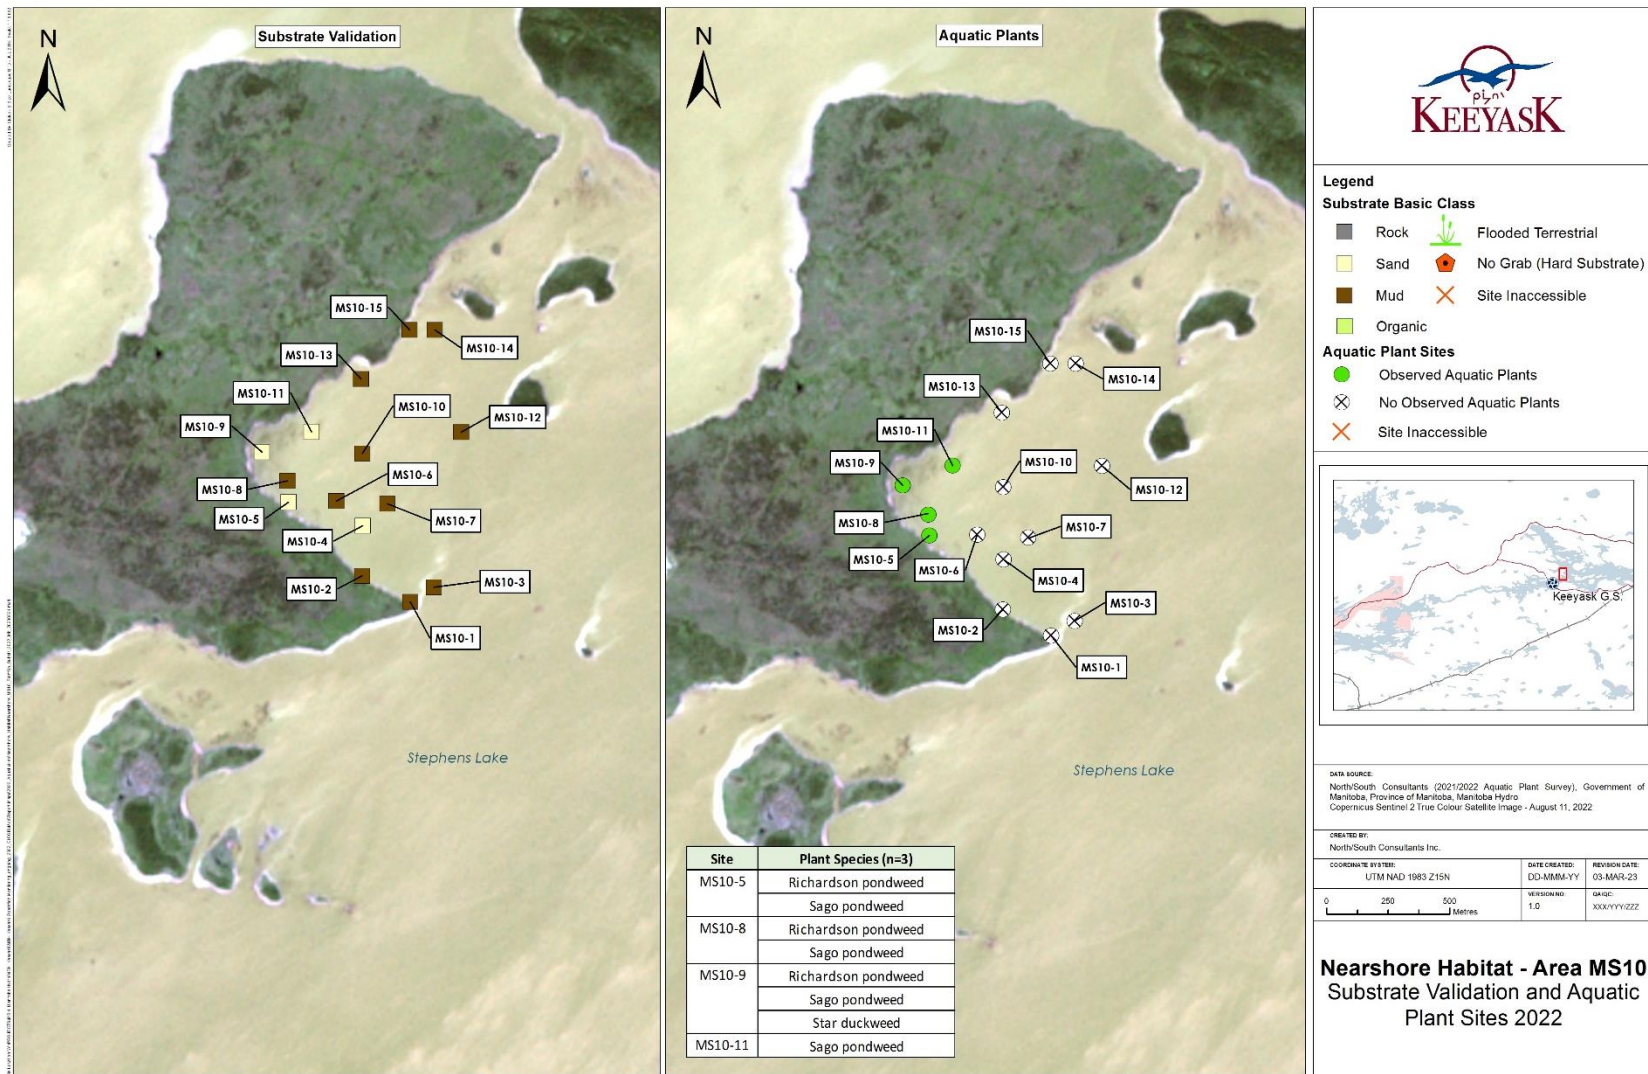 N
Substrate Validation
MS10-15
MS10-14
MS10-13
MS10-11
MS10-10
MS10-12
MS10-9
MS10-6
MS10-8
MS10-5
MS10-7
MS10-4
MS10-2
MS10-3
MS10-1
Stephens Lake
N
Aquatic Plants
MS10-15
MS10-14
MS10-13
MS10-11
MS10-10
MS10-9
MS10-12
MS10-8
MS10-7
MS10-5
MS10-6
MS10-4
MS10-3
MS10-2
MS10-1
Stephens Lake
Site Plant Species (n=3)
MS10-5 Richardson pondweed
Sago pondweed
MS10-8 Richardson pondweed
Sago pondweed
MS10-9 Richardson pondweed
Sago pondweed
Star duckweed
MS10-11 Sago pondweed
KEEYASK
Legend
Substrate Basic Class
Rock Flooded Terrestrial
Sand No Grab (Hard Substrate)
Mud Site Inaccessible
Organic
Aquatic Plant Sites
Observed Aquatic Plants
No Observed Aquatic Plants
Site Inaccessible
Keeyask G.S.
DATA SOURCE:
North/South Consultants (2021/2022 Aquatic Plant Survey), Government of
Manitoba, Province of Manitoba, Manitoba Hydro
Copernicus Sentinel 2 True Colour Satellite Image - August 11, 2022
CREATED BY:
North/South Consultants Inc.
COORDINATE SYSTEM: DATE CREATED: REVISION DATE:
UTM NAD 1983 Z15N DD-MMM-YY 03-MAR-23
0 250 500 Metres
VERSION NO: QA/QC:
1.0 XXX/YYY/ZZZ
Nearshore Habitat - Area MS10
Substrate Validation and Aquatic
Plant Sites 2022